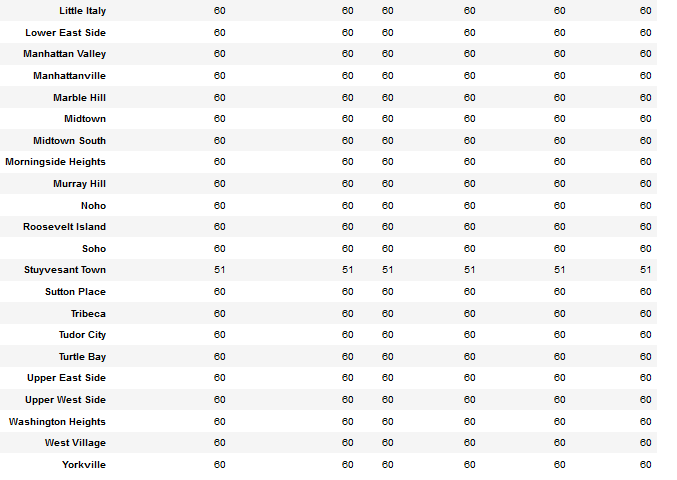 Little Italy 60 60 60 60 60 60
Lower East Side 60 60 60 60 60 60
Manhattan Valley 60 60 60 60 60 60
Manhattanville 60 60 60 60 60 60
Marble Hill 60 60 60 60 60 60
Midtown 60 60 60 60 60 60
Midtown South 60 60 60 60 60 60
Morningside Heights 60 60 60 60 60 60
Murray Hill 60 60 60 60 60 60
Noho 60 60 60 60 60 60
Roosevelt Island 60 60 60 60 60 60
Soho 60 60 60 60 60 60
Stuyvesant Town 51 51 51 51 51 51
Sutton Place 60 60 60 60 60 60
Tribeca 60 60 60 60 60 60
Tudor City 60 60 60 60 60 60
Turtle Bay 60 60 60 60 60 60
Upper East Side 60 60 60 60 60 60
Upper West Side 60 60 60 60 60 60
Washington Heights 60 60 60 60 60 60
West Village 60 60 60 60 60 60
Yorkville 60 60 60 60 60 60